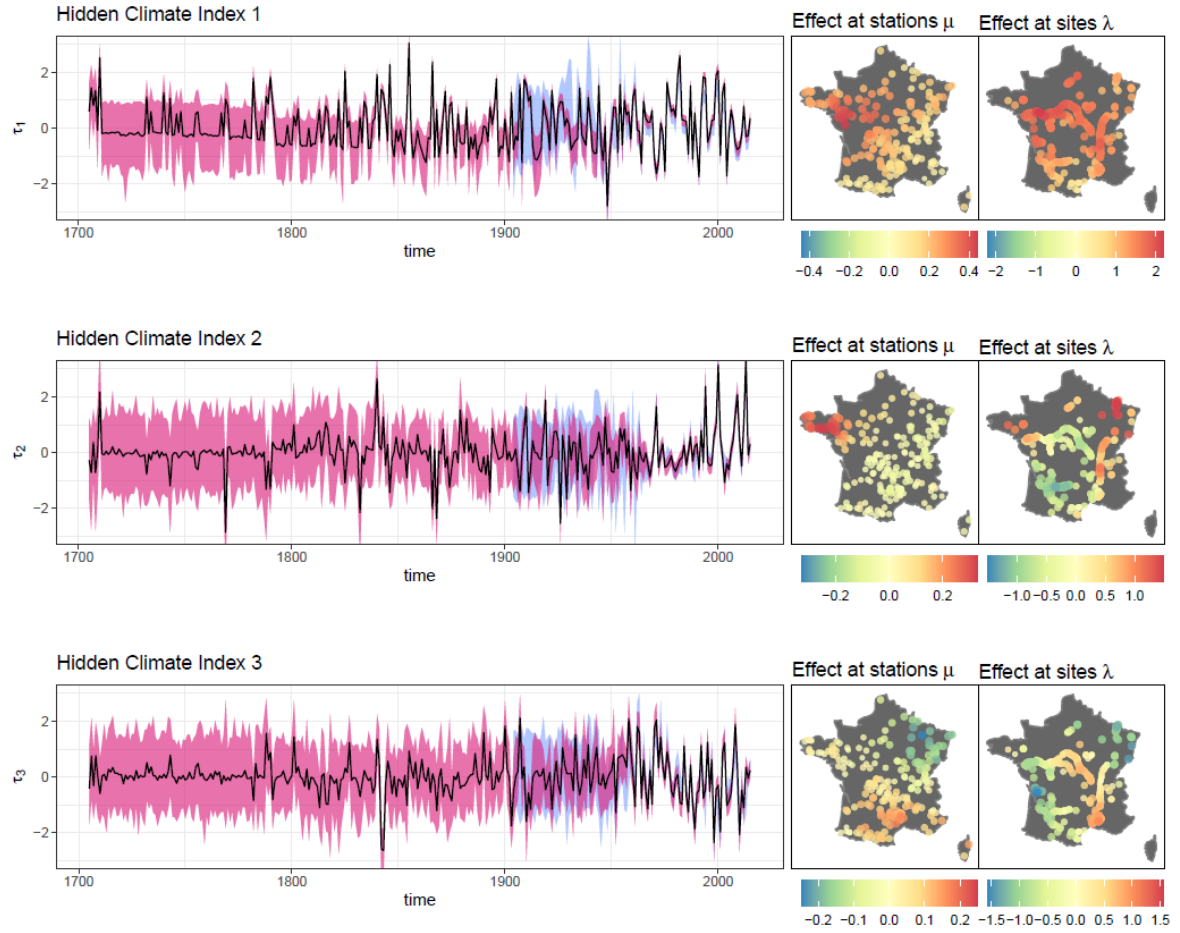 Hidden Climate Index 1
Effect at stations μ
Effect at sites λ
τ1
2
0
−2
1700
1800
1900
2000
time
−0.4 −0.2 0.0 0.2 0.4
−2 −1 0 1 2
Hidden Climate Index 2
Effect at stations μ
Effect at sites λ
τ2
2
0
−2
1700
1800
1900
2000
time
−0.2 0.0 0.2
−1.0 −0.5 0.0 0.5 1.0
Hidden Climate Index 3
Effect at stations μ
Effect at sites λ
τ3
2
0
−2
1700
1800
1900
2000
time
−0.2 −0.1 0.0 0.1 0.2
−1.5 −1.0 −0.5 0.0 0.5 1.0 1.5